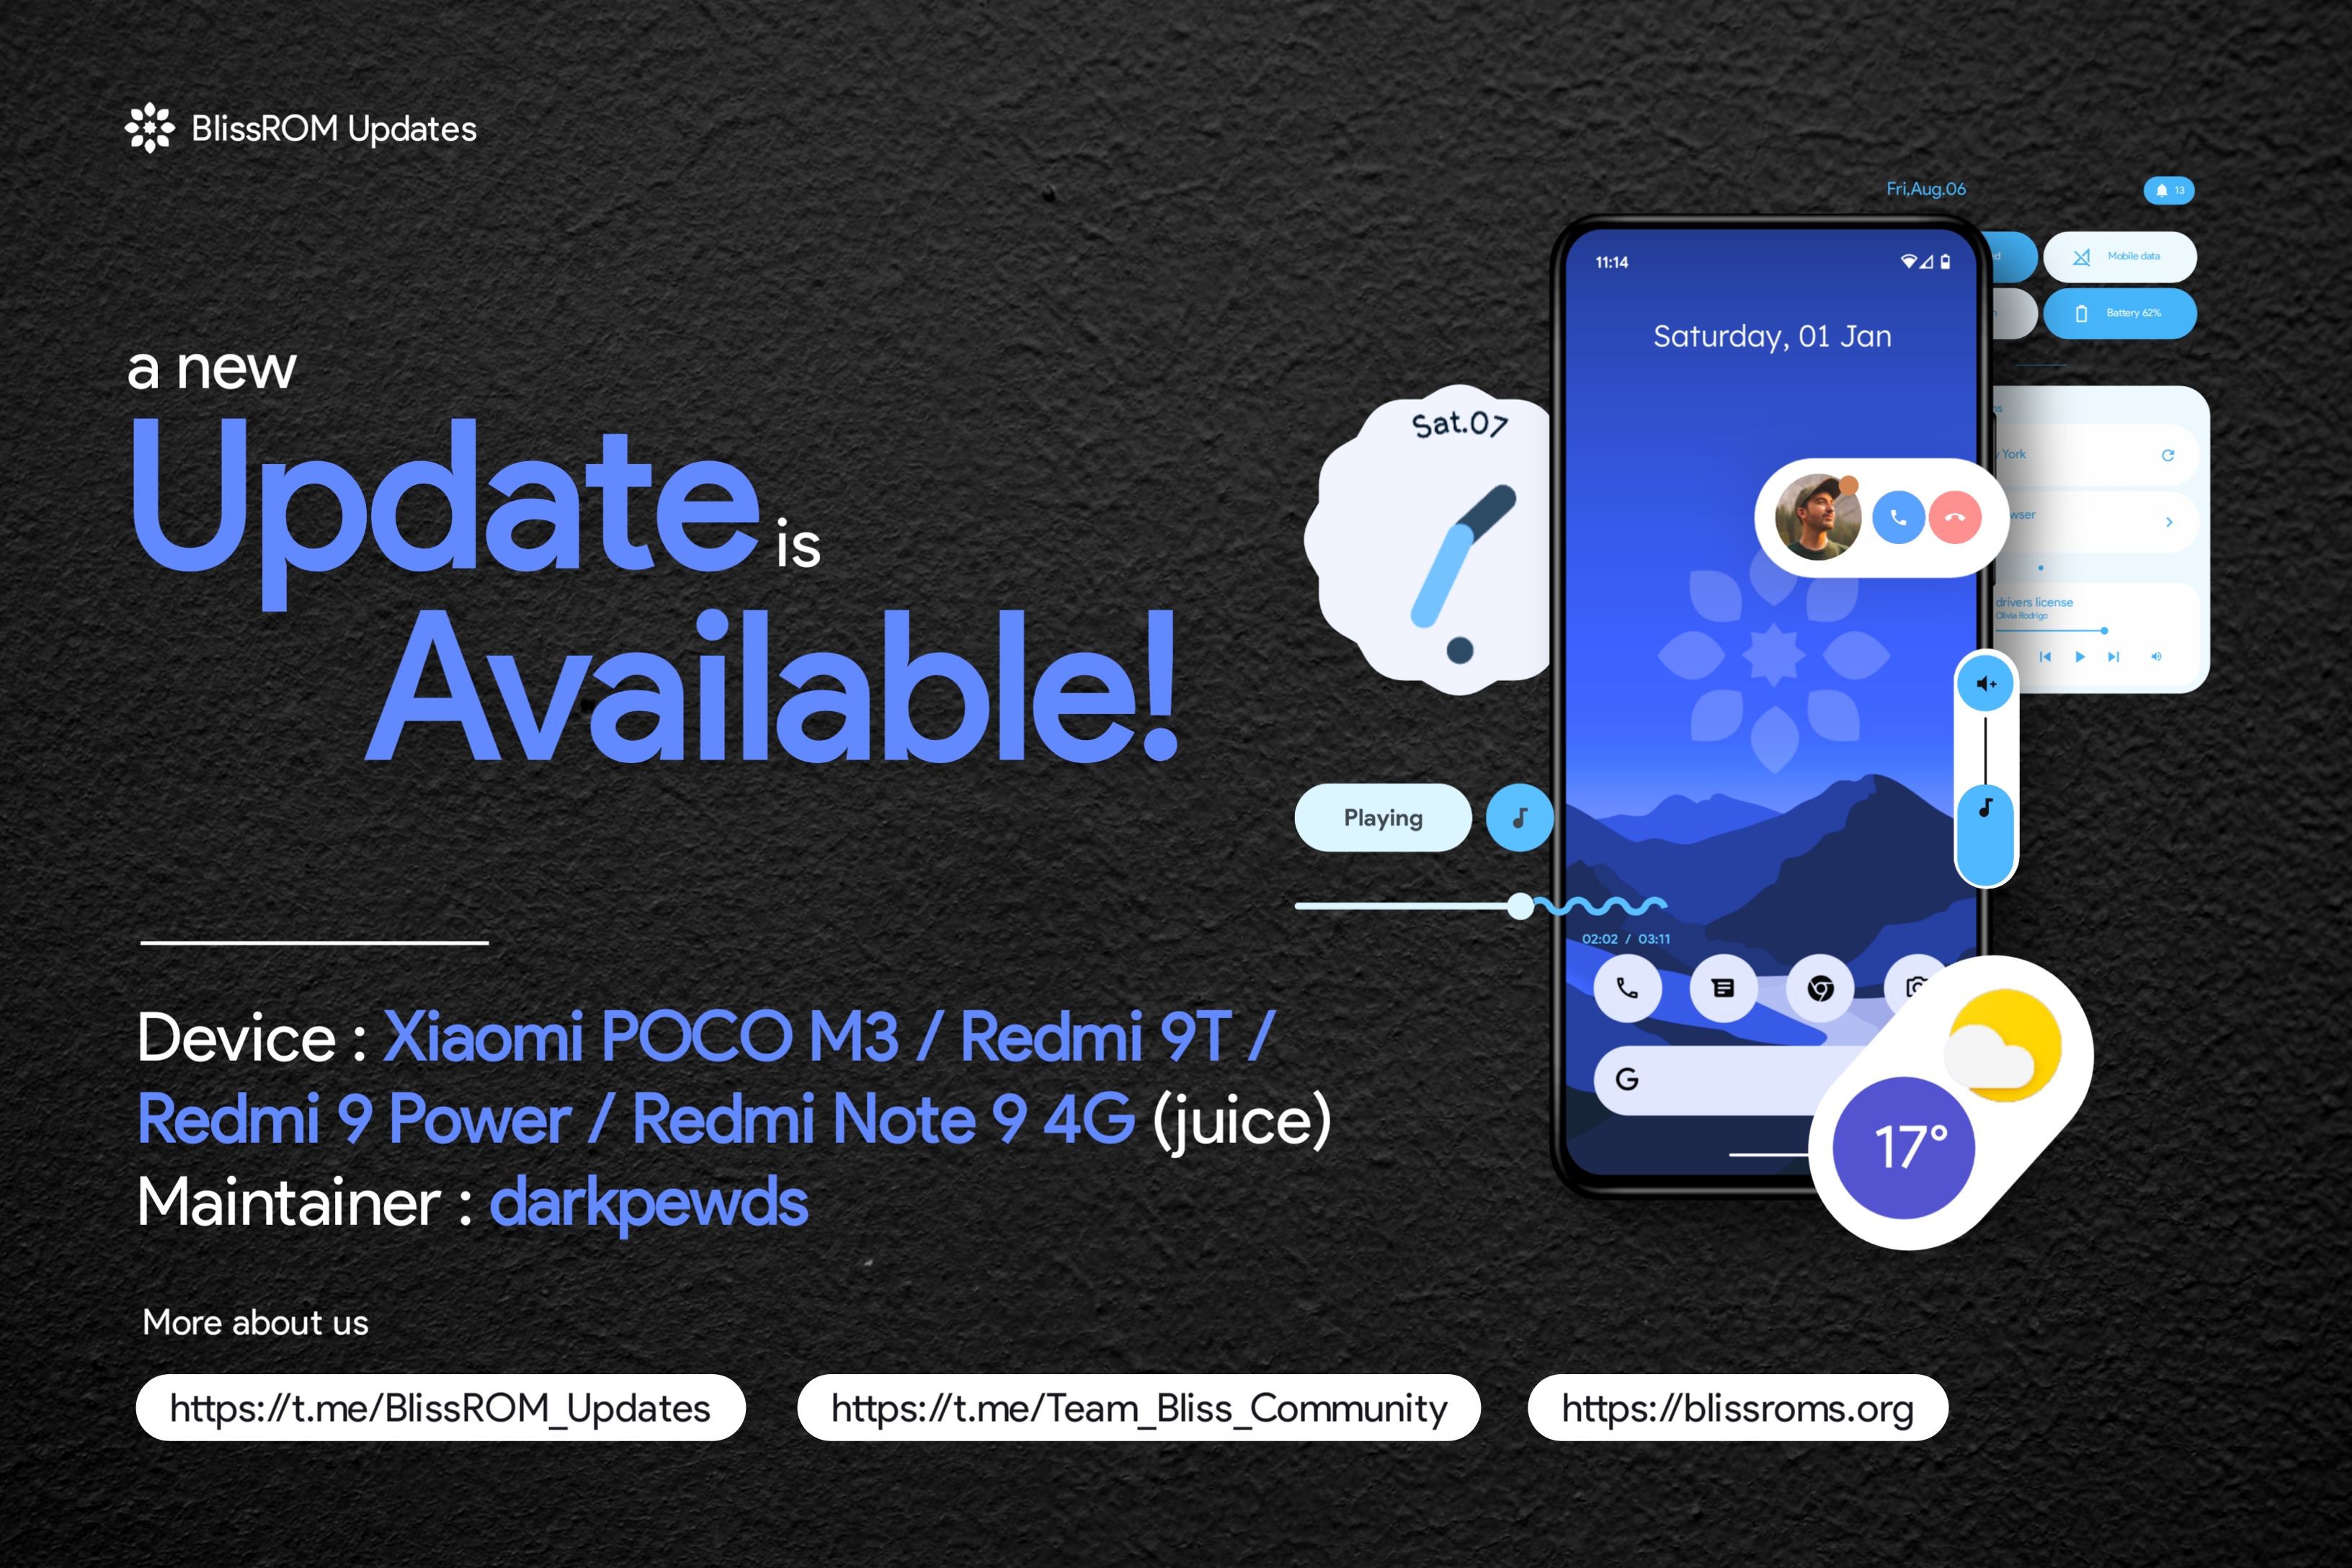 BlissROM Updates
a new
Update is
Available!
Device : Xiaomi POCO M3 / Redmi 9T /
Redmi 9 Power / Redmi Note 9 4G (juice)
Maintainer : darkpewds
More about us
https://t.me/BlissROM_Updates
https://t.me/Team_Bliss_Community
https://blissroms.org
Sat.07
Playing
02:02 / 03:11
11:14
Saturday, 01 Jan
G
17°
Fri,Aug.06
13
Mobile data
Battery 62%
York
drivers license
Olivia Rodrigo